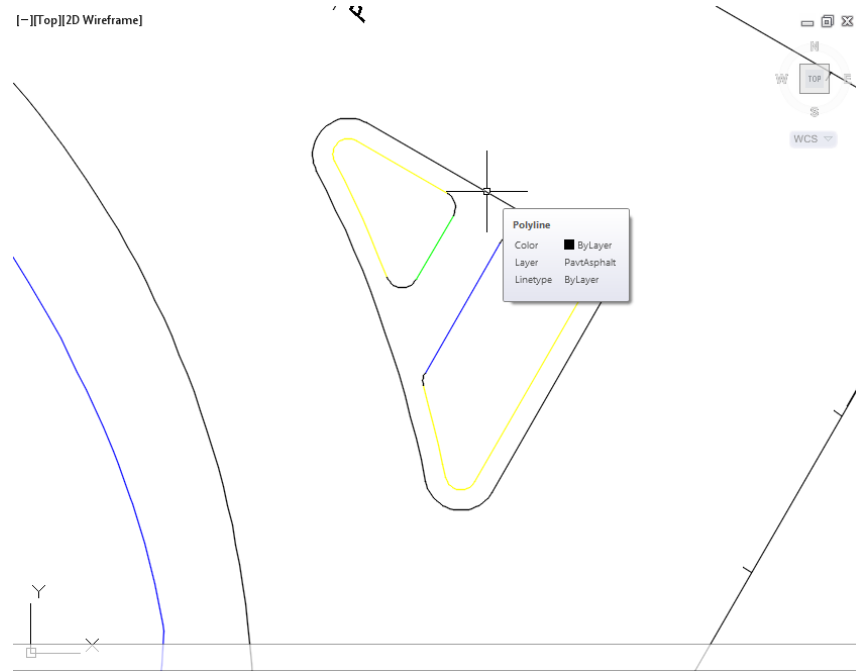 [−][Top][2D Wireframe]
N
W
TOP
E
S
WCS
Polyline
Color ByLayer
Layer PavtAsphalt
Linetype ByLayer
Y
X